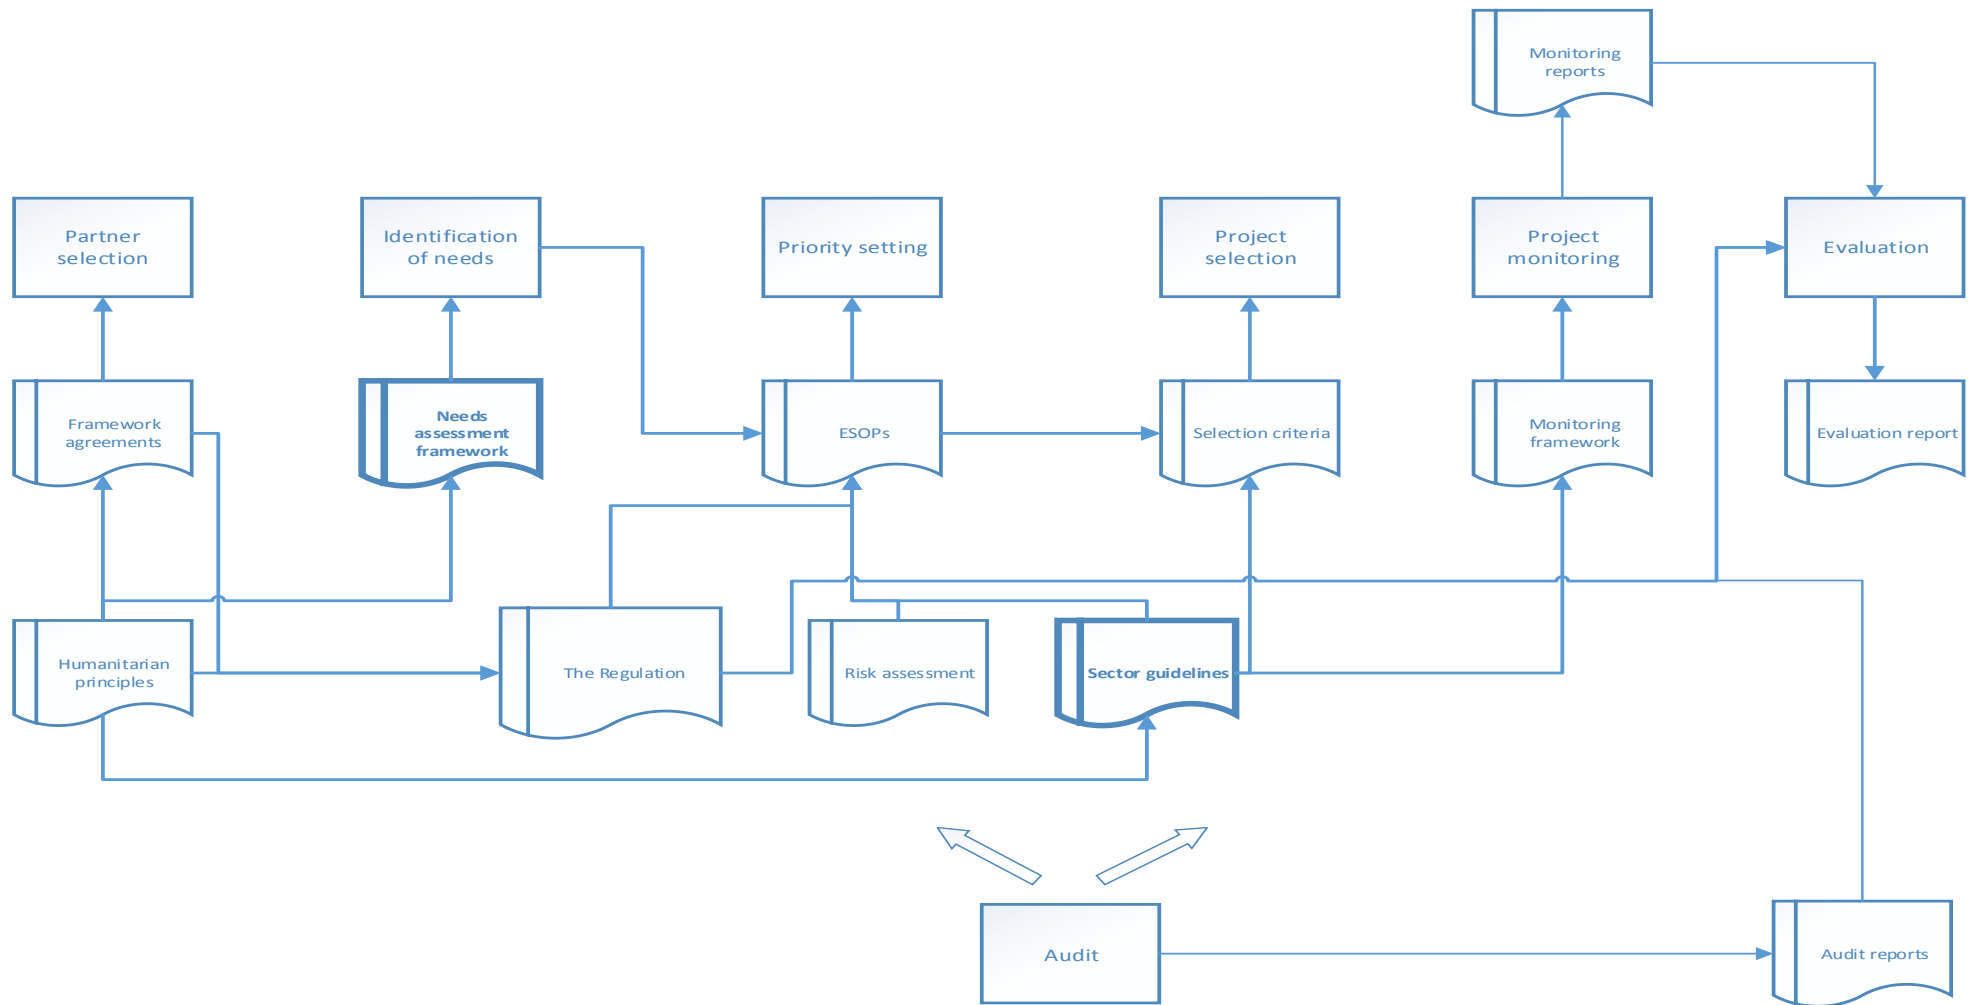 Monitoring
reports
Partner
selection
Identification
of needs
Priority setting
Project
selection
Project
monitoring
Evaluation
Framework
agreements
Needs
assessment
framework
ESOPs
Selection criteria
Monitoring
framework
Evaluation report
Humanitarian
principles
The Regulation
Risk assessment
Sector guidelines
Audit
Audit reports